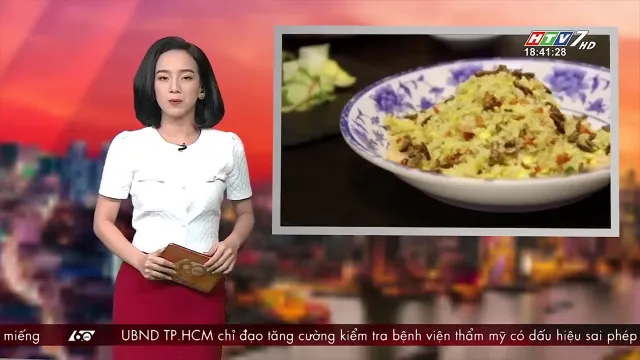 HTV7 HD
18:41:28
miếng 60 UBND TP.HCM chỉ đạo tăng cường kiểm tra bệnh viện thẩm mỹ có dấu hiệu sai phép